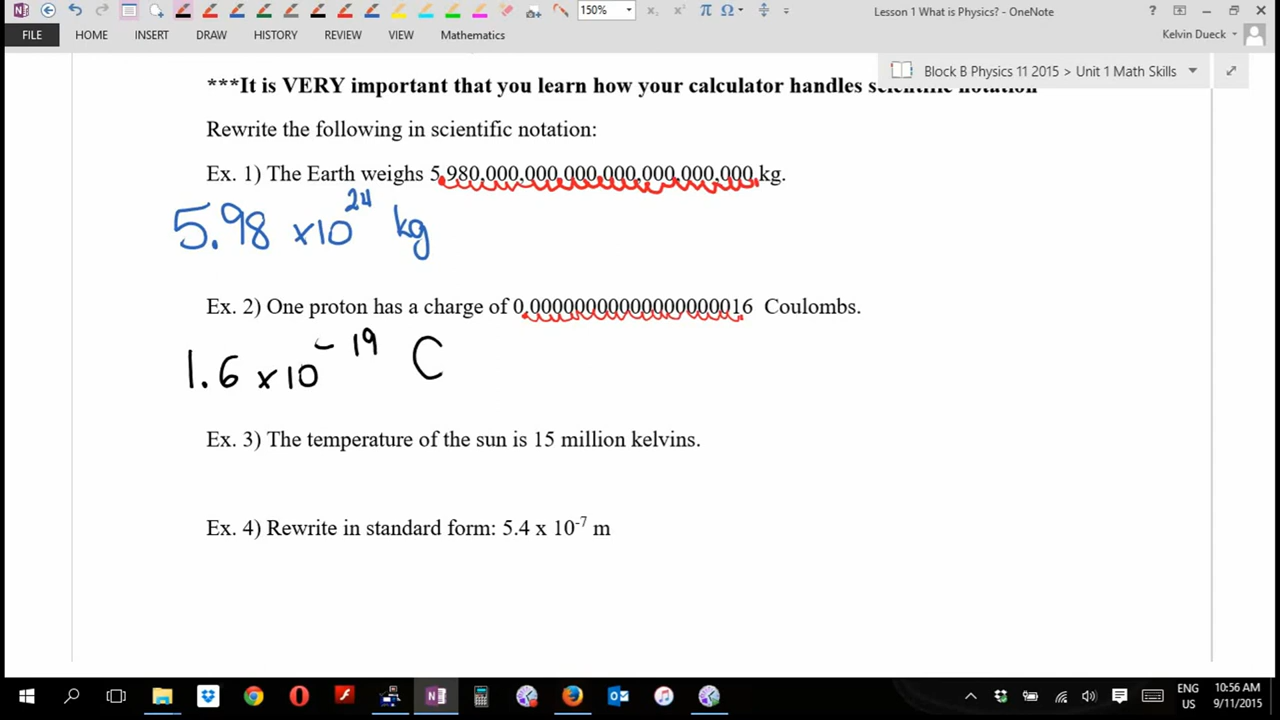 FILE HOME INSERT DRAW HISTORY REVIEW VIEW Mathematics
150%
Lesson 1 What is Physics? - OneNote
Kelvin Dueck
Block B Physics 11 2015 > Unit 1 Math Skills
***It is VERY important that you learn how your calculator handles scientific notation
Rewrite the following in scientific notation:
Ex. 1) The Earth weighs 5,980,000,000,000,000,000,000,000 kg.
5.98 x10^24 kg
Ex. 2) One proton has a charge of 0.00000000000000000016 Coulombs.
1.6 x10^-19 C
Ex. 3) The temperature of the sun is 15 million kelvins.
Ex. 4) Rewrite in standard form: 5.4 x 10^-7 m
ENG
US
10:56 AM
9/11/2015